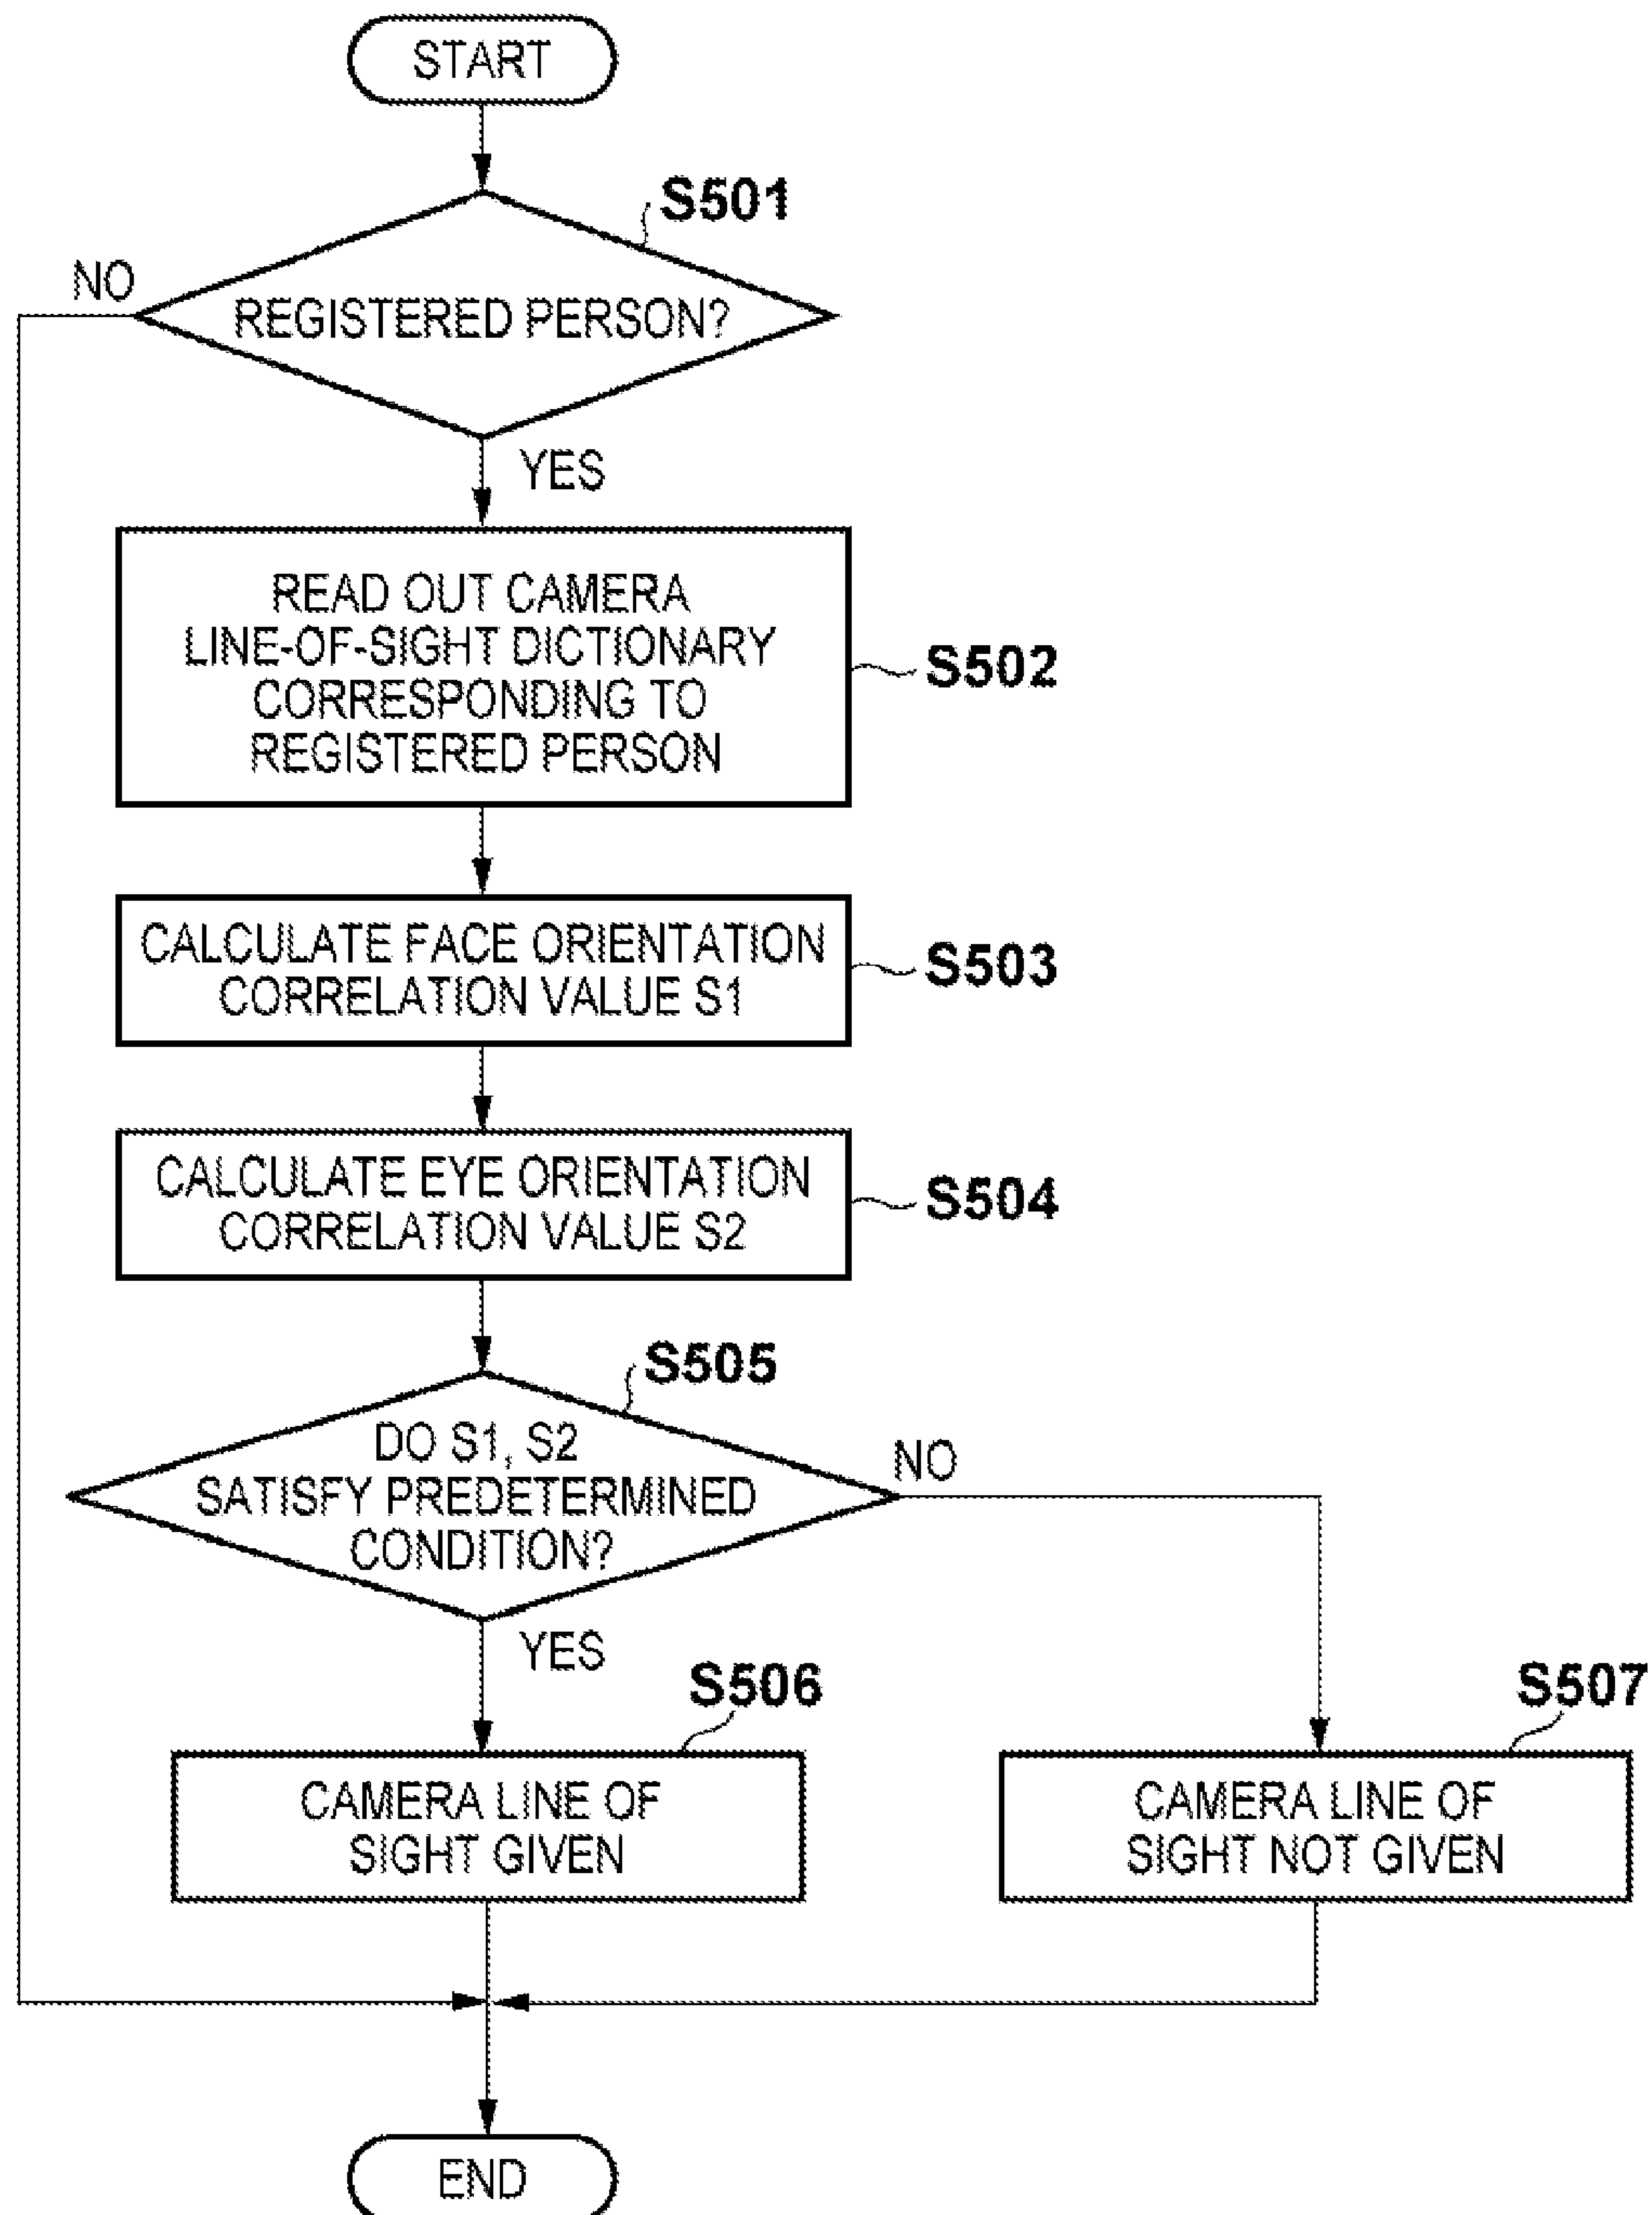 START
S501
NO
REGISTERED PERSON?
YES
READ OUT CAMERA
LINE-OF-SIGHT DICTIONARY
CORRESPONDING TO
REGISTERED PERSON
S502
CALCULATE FACE ORIENTATION
CORRELATION VALUE S1
S503
CALCULATE EYE ORIENTATION
CORRELATION VALUE S2
S504
S505
DO S1, S2
SATISFY PREDETERMINED
CONDITION?
NO
YES
S506
CAMERA LINE OF
SIGHT GIVEN
S507
CAMERA LINE OF
SIGHT NOT GIVEN
END